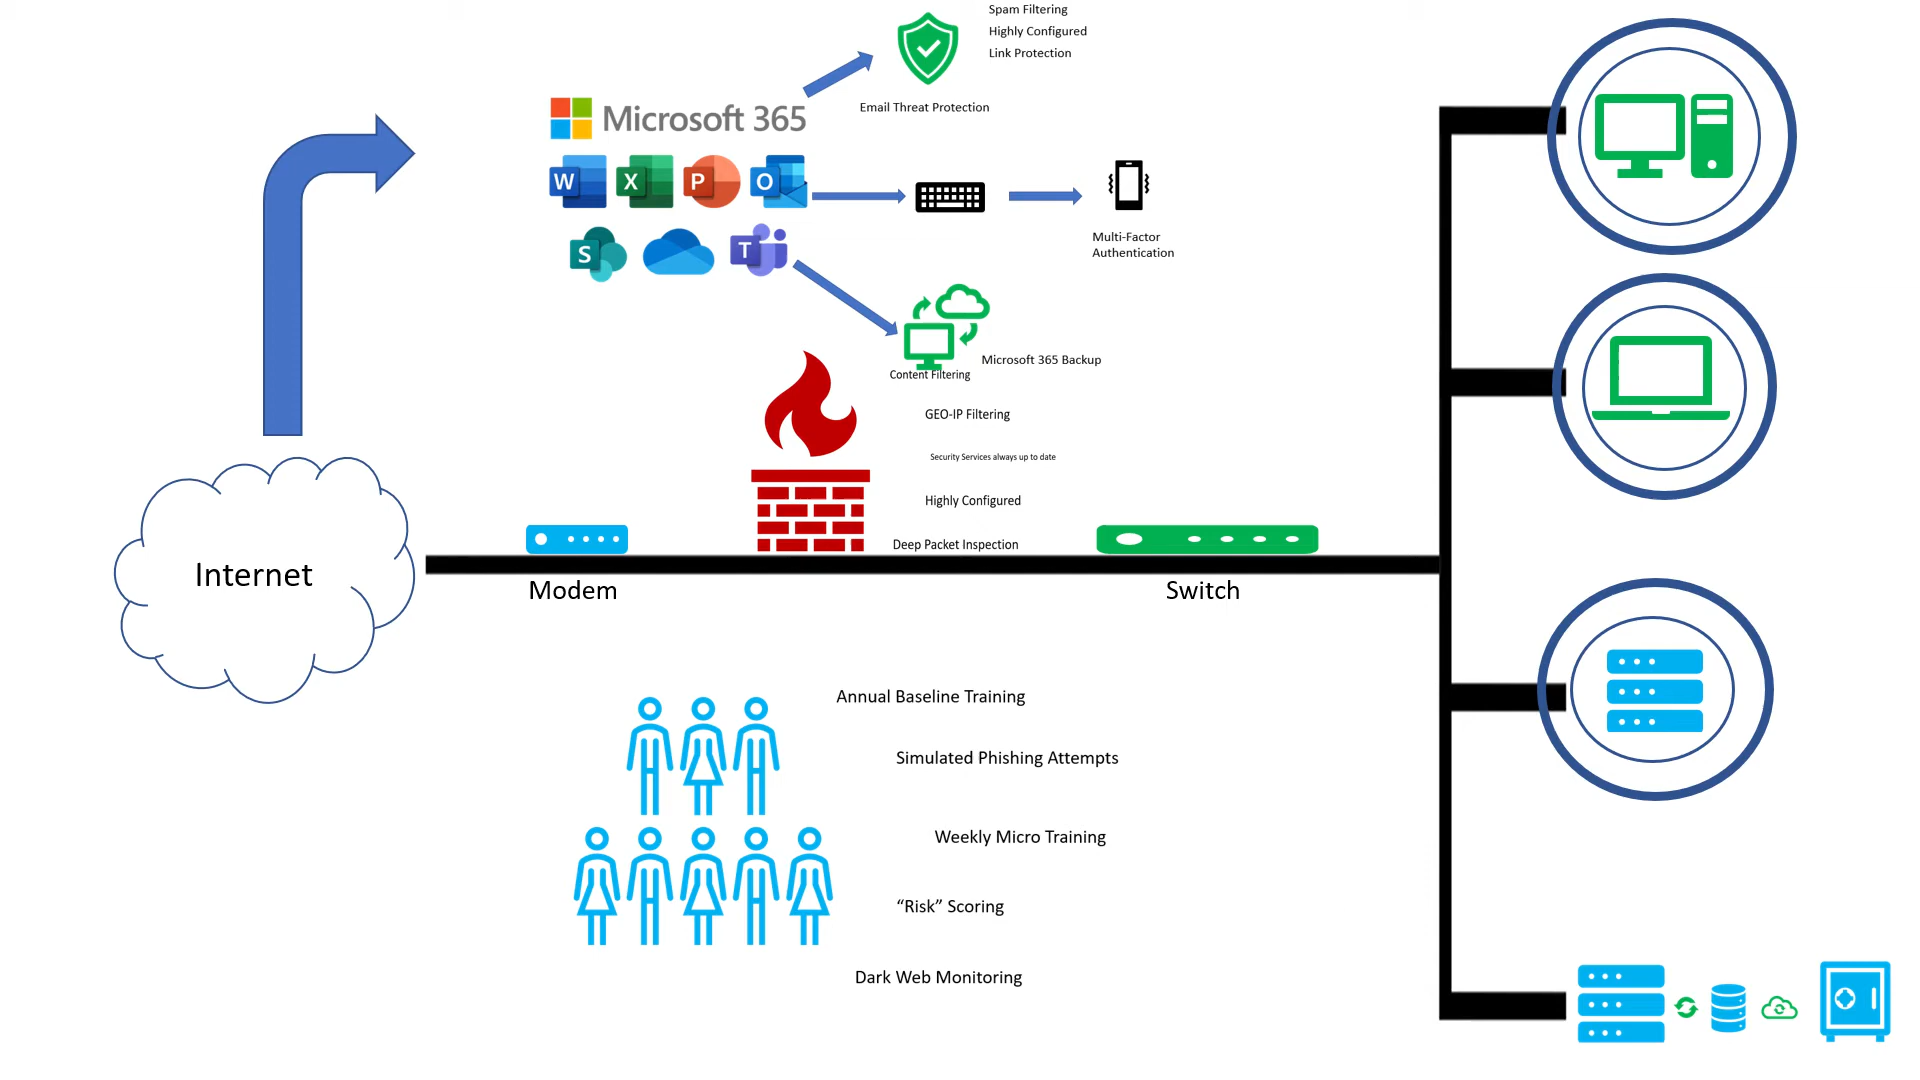 Spam Filtering
Highly Configured
Link Protection
Email Threat Protection
Microsoft 365
W X P O
S T
Multi-Factor
Authentication
Microsoft 365 Backup
Content Filtering
GEO-IP Filtering
Security Services always up to date
Highly Configured
Deep Packet Inspection
Internet
Modem
Switch
Annual Baseline Training
Simulated Phishing Attempts
Weekly Micro Training
“Risk” Scoring
Dark Web Monitoring